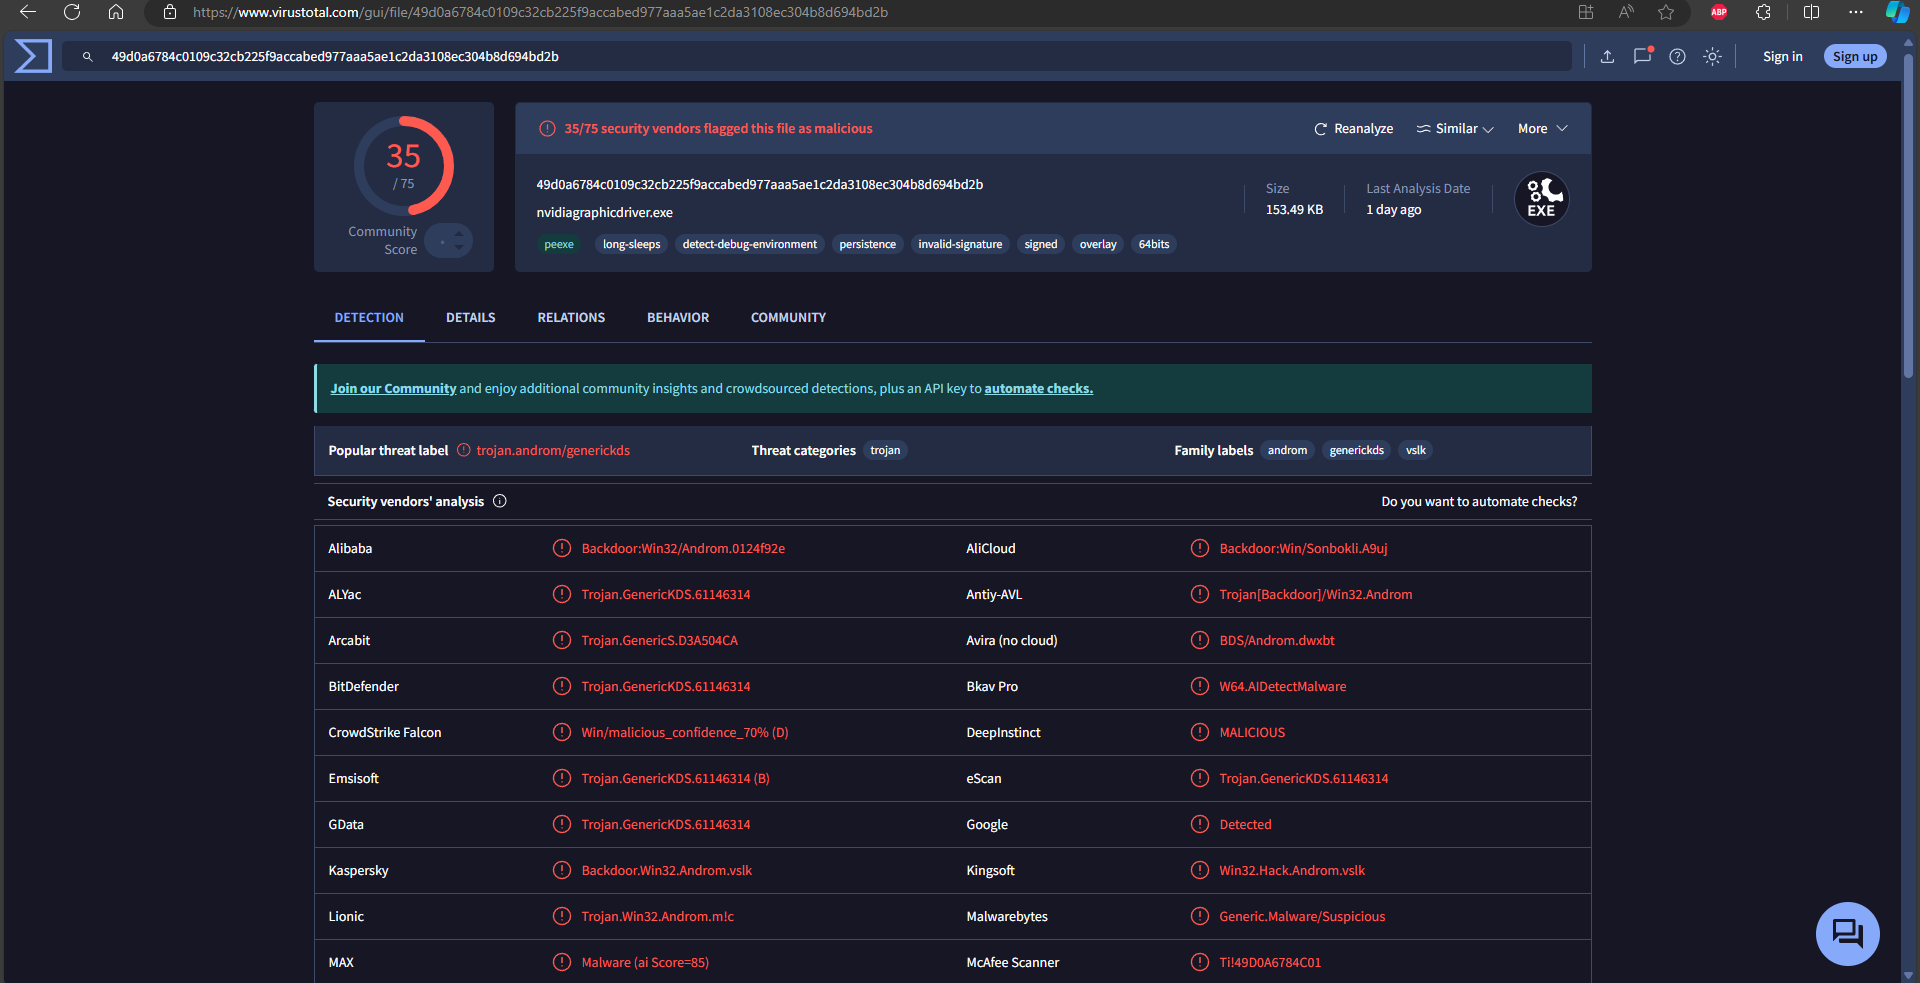 https://www.virustotal.com/gui/file/49d0a6784c0109c32cb225f9accabed977aaa5ae1c2da3108ec304b8d694bd2b
ABP
49d0a6784c0109c32cb225f9accabed977aaa5ae1c2da3108ec304b8d694bd2b
Sign in
Sign up
35
/ 75
Community
Score
35/75 security vendors flagged this file as malicious
Reanalyze
Similar
More
49d0a6784c0109c32cb225f9accabed977aaa5ae1c2da3108ec304b8d694bd2b
nvidiagraphicdriver.exe
Size
153.49 KB
Last Analysis Date
1 day ago
EXE
peexe long-sleeps detect-debug-environment persistence invalid-signature signed overlay 64bits
DETECTION DETAILS RELATIONS BEHAVIOR COMMUNITY
Join our Community and enjoy additional community insights and crowdsourced detections, plus an API key to automate checks.
Popular threat label trojan.androm/generickds Threat categories trojan Family labels androm generickds vslk
Security vendors' analysis Do you want to automate checks?
Alibaba Backdoor:Win32/Androm.0124f92e AliCloud Backdoor:Win/Sonbokli.A9uj
ALYac Trojan.GenericKDS.61146314 Antiy-AVL Trojan[Backdoor]/Win32.Androm
Arcabit Trojan.GenericS.D3A504CA Avira (no cloud) BDS/Androm.dwxbt
BitDefender Trojan.GenericKDS.61146314 Bkav Pro W64.AIDetectMalware
CrowdStrike Falcon Win/malicious_confidence_70% (D) DeepInstinct MALICIOUS
Emsisoft Trojan.GenericKDS.61146314 (B) eScan Trojan.GenericKDS.61146314
GData Trojan.GenericKDS.61146314 Google Detected
Kaspersky Backdoor.Win32.Androm.vslk Kingsoft Win32.Hack.Androm.vslk
Lionic Trojan.Win32.Androm.m!c Malwarebytes Generic.Malware/Suspicious
MAX Malware (ai Score=85) McAfee Scanner Ti!49D0A6784C01